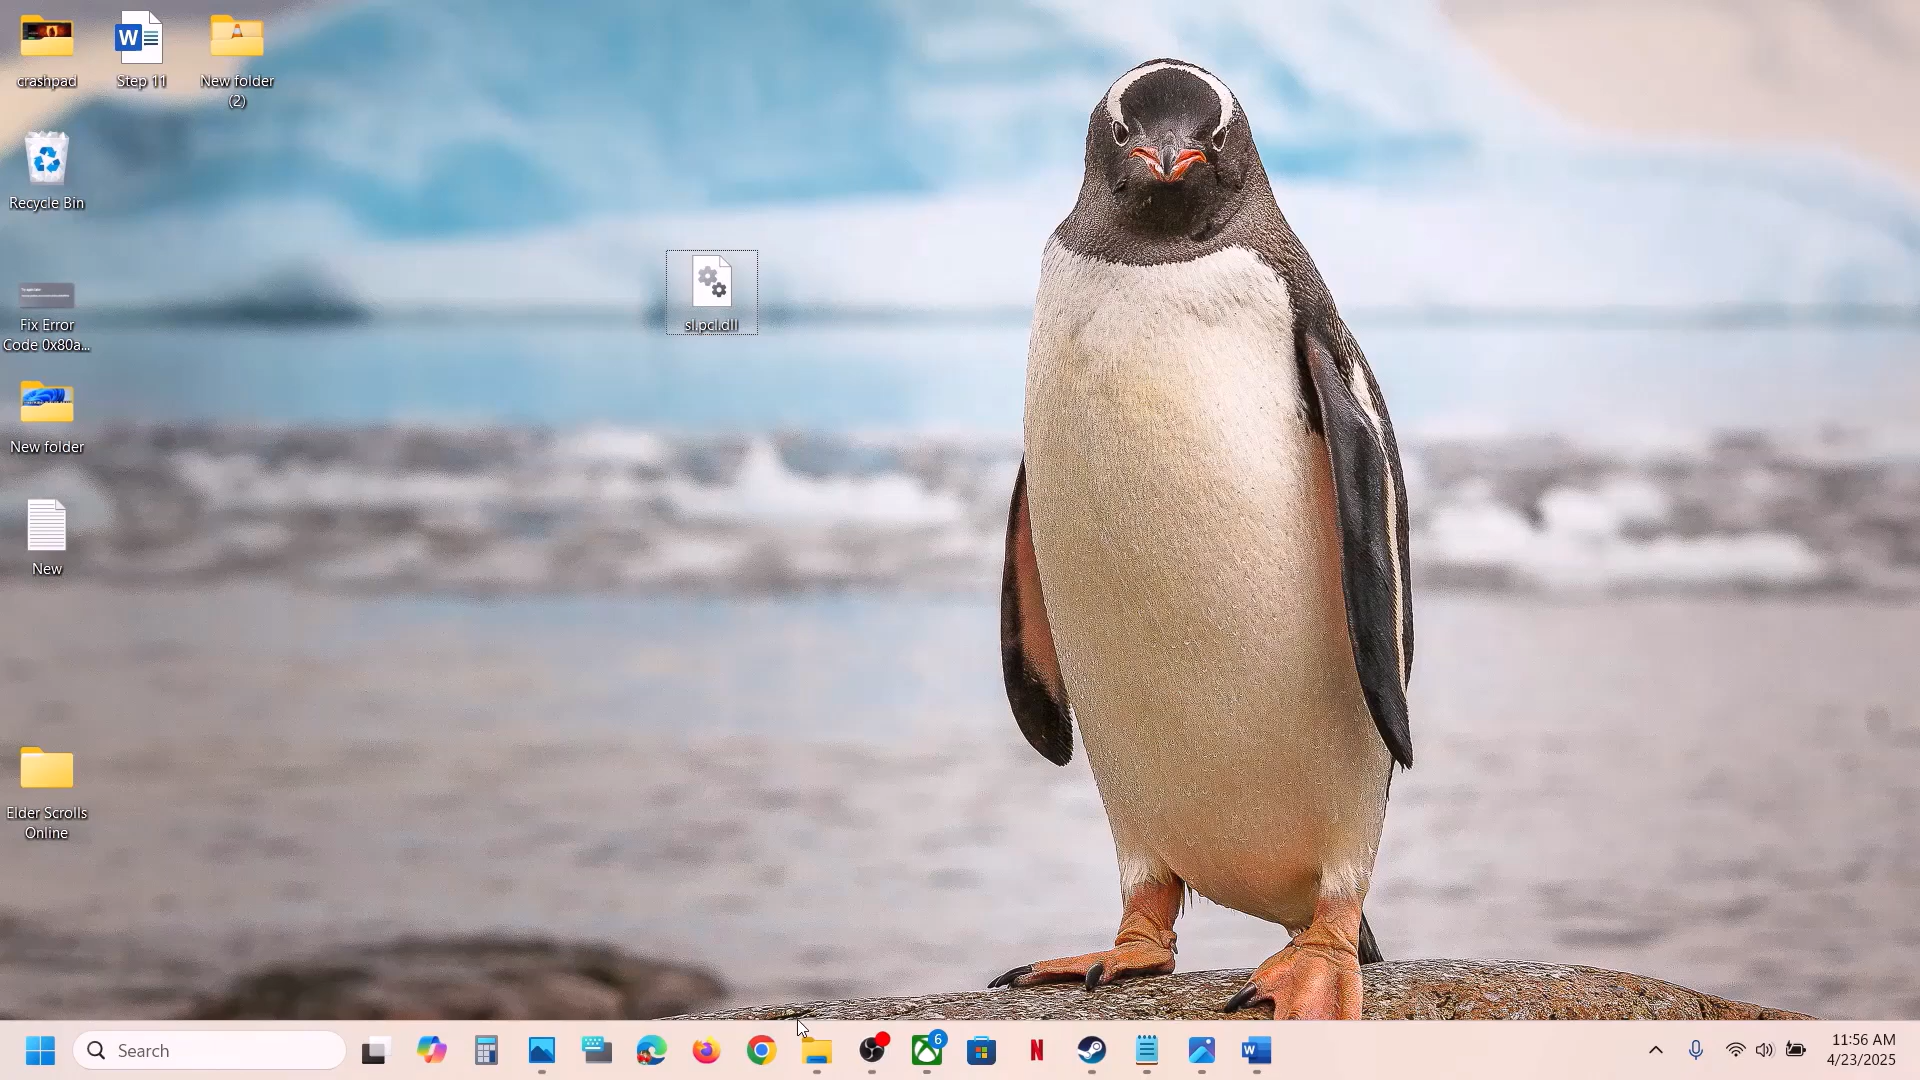 crashpad
Step 11
New folder
(2)
Recycle Bin
sl.pcl.dll
Fix Error
Code 0x80a...
New folder
New
Elder Scrolls
Online
Search
6
11:56 AM
4/23/2025